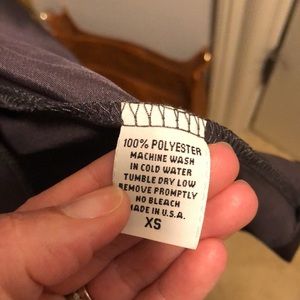 100% POLYESTER
MACHINE WASH
IN COLD WATER
TUMBLE DRY LOW
REMOVE PROMPTLY
NO BLEACH
MADE IN U.S.A.
XS